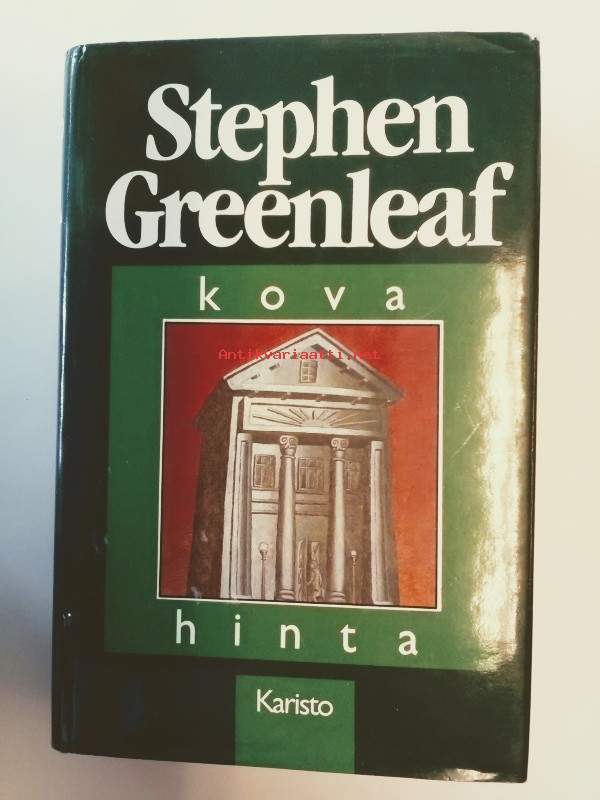 Stephen
Greenleaf
kova
Antikvariaatti.net
hinta
Karisto